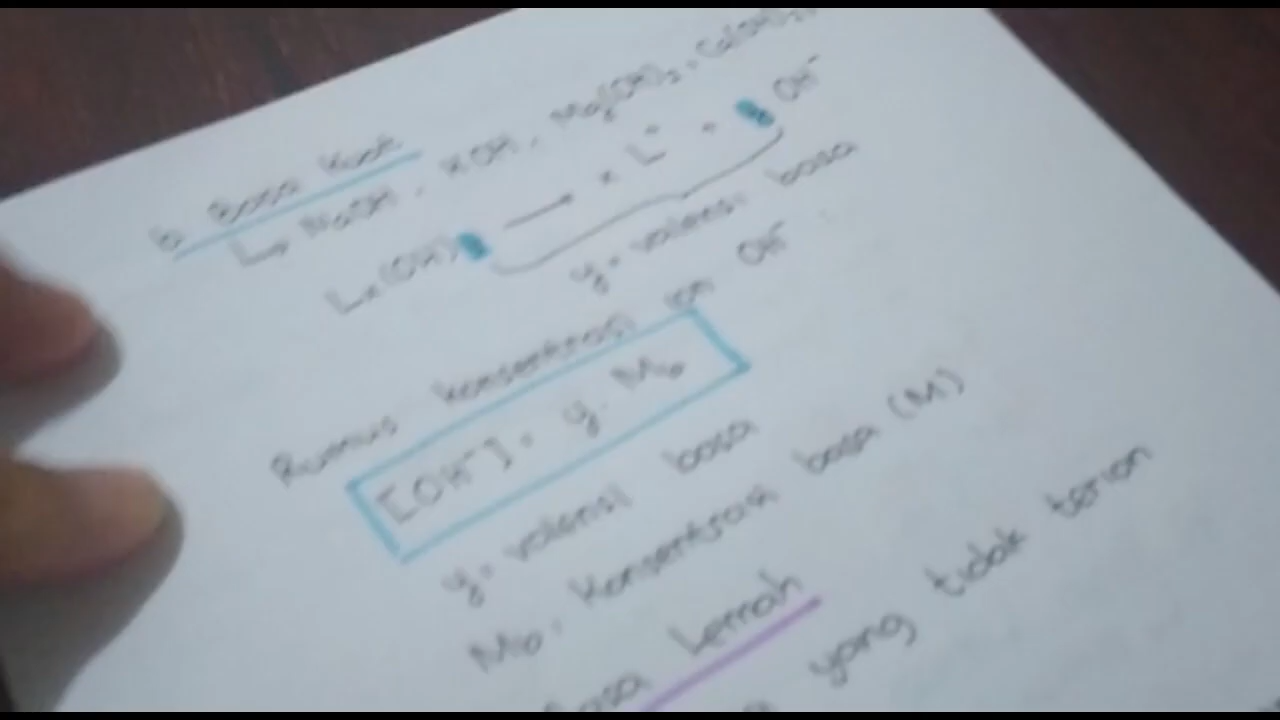 b. Basa Kuat
↳ NaOH, KOH, Mg(OH)₂, Ca(OH)₂
Lx(OH) → x L⁺ + OH⁻
y = valensi basa
Rumus konsentrasi ion OH⁻
[OH⁻] = y . Mb
y = valensi basa
Mb = Konsentrasi basa (M)
Basa Lemah
yang tidak terion